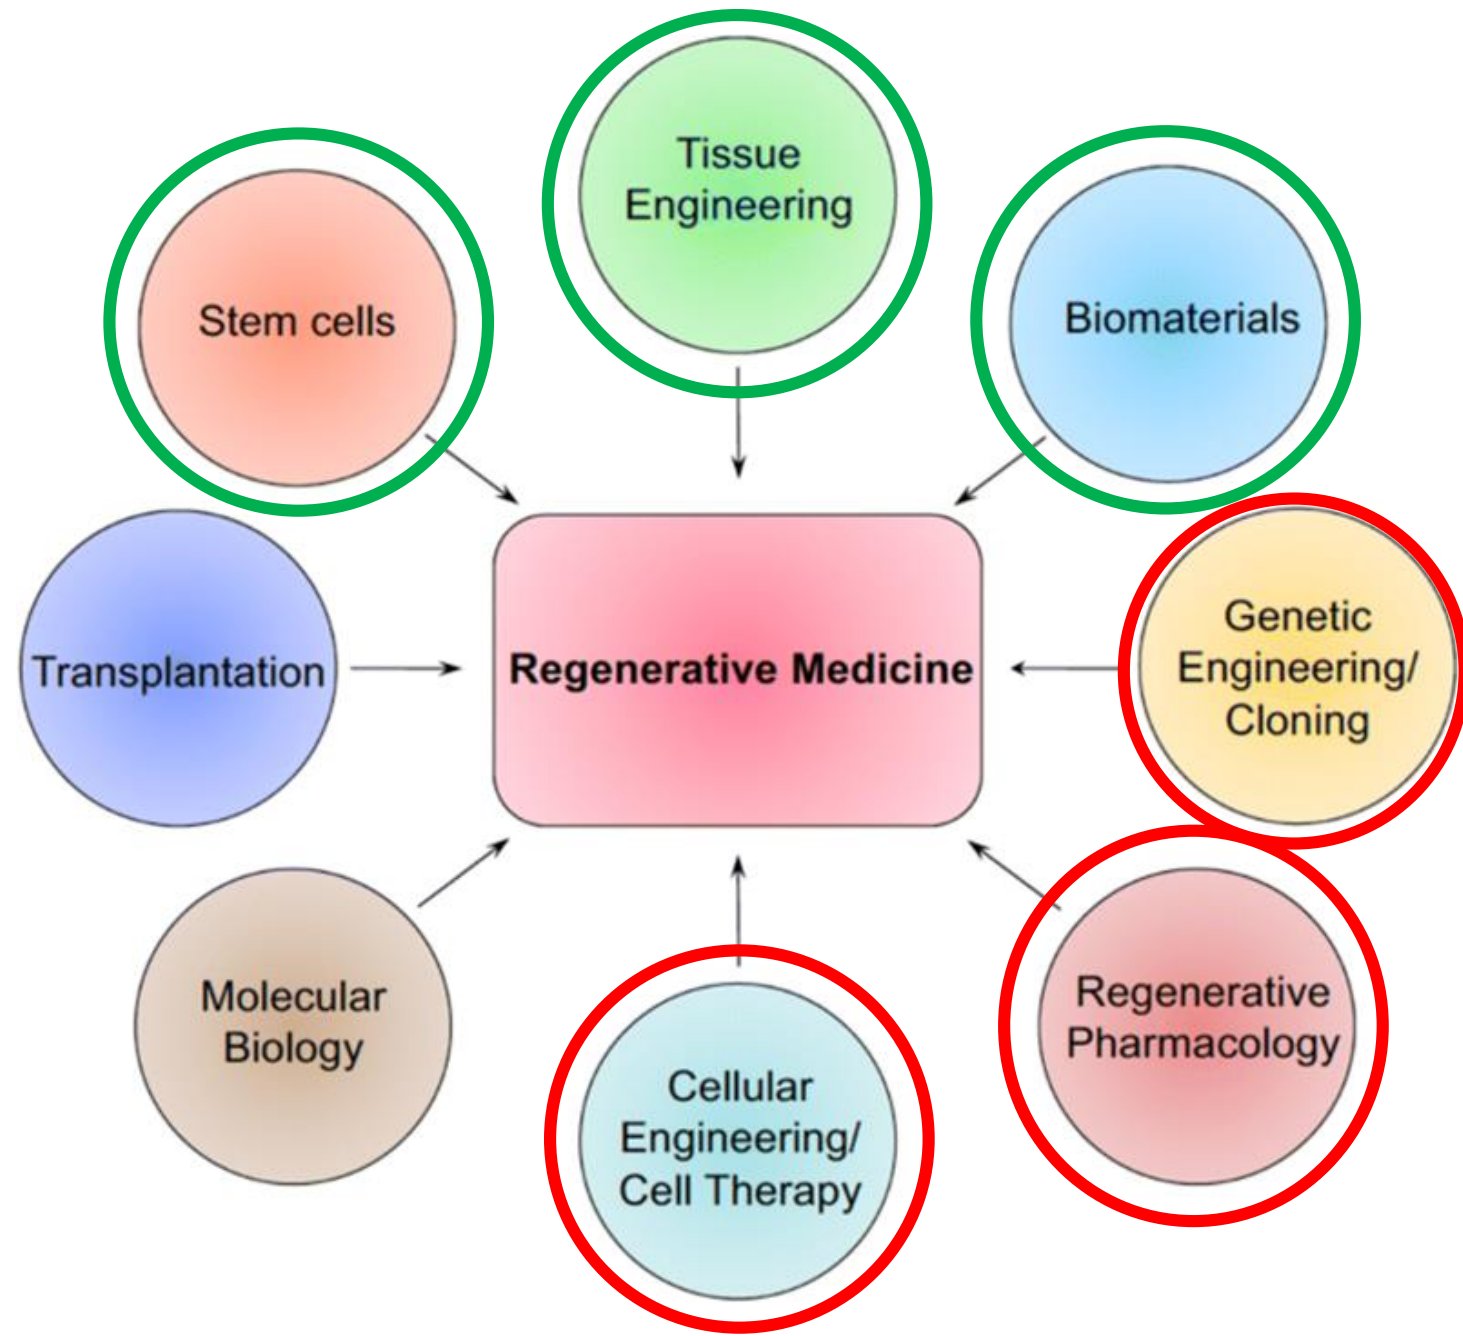 Tissue
Engineering
Stem cells
Biomaterials
Transplantation
Regenerative Medicine
Genetic
Engineering/
Cloning
Molecular
Biology
Cellular
Engineering/
Cell Therapy
Regenerative
Pharmacology